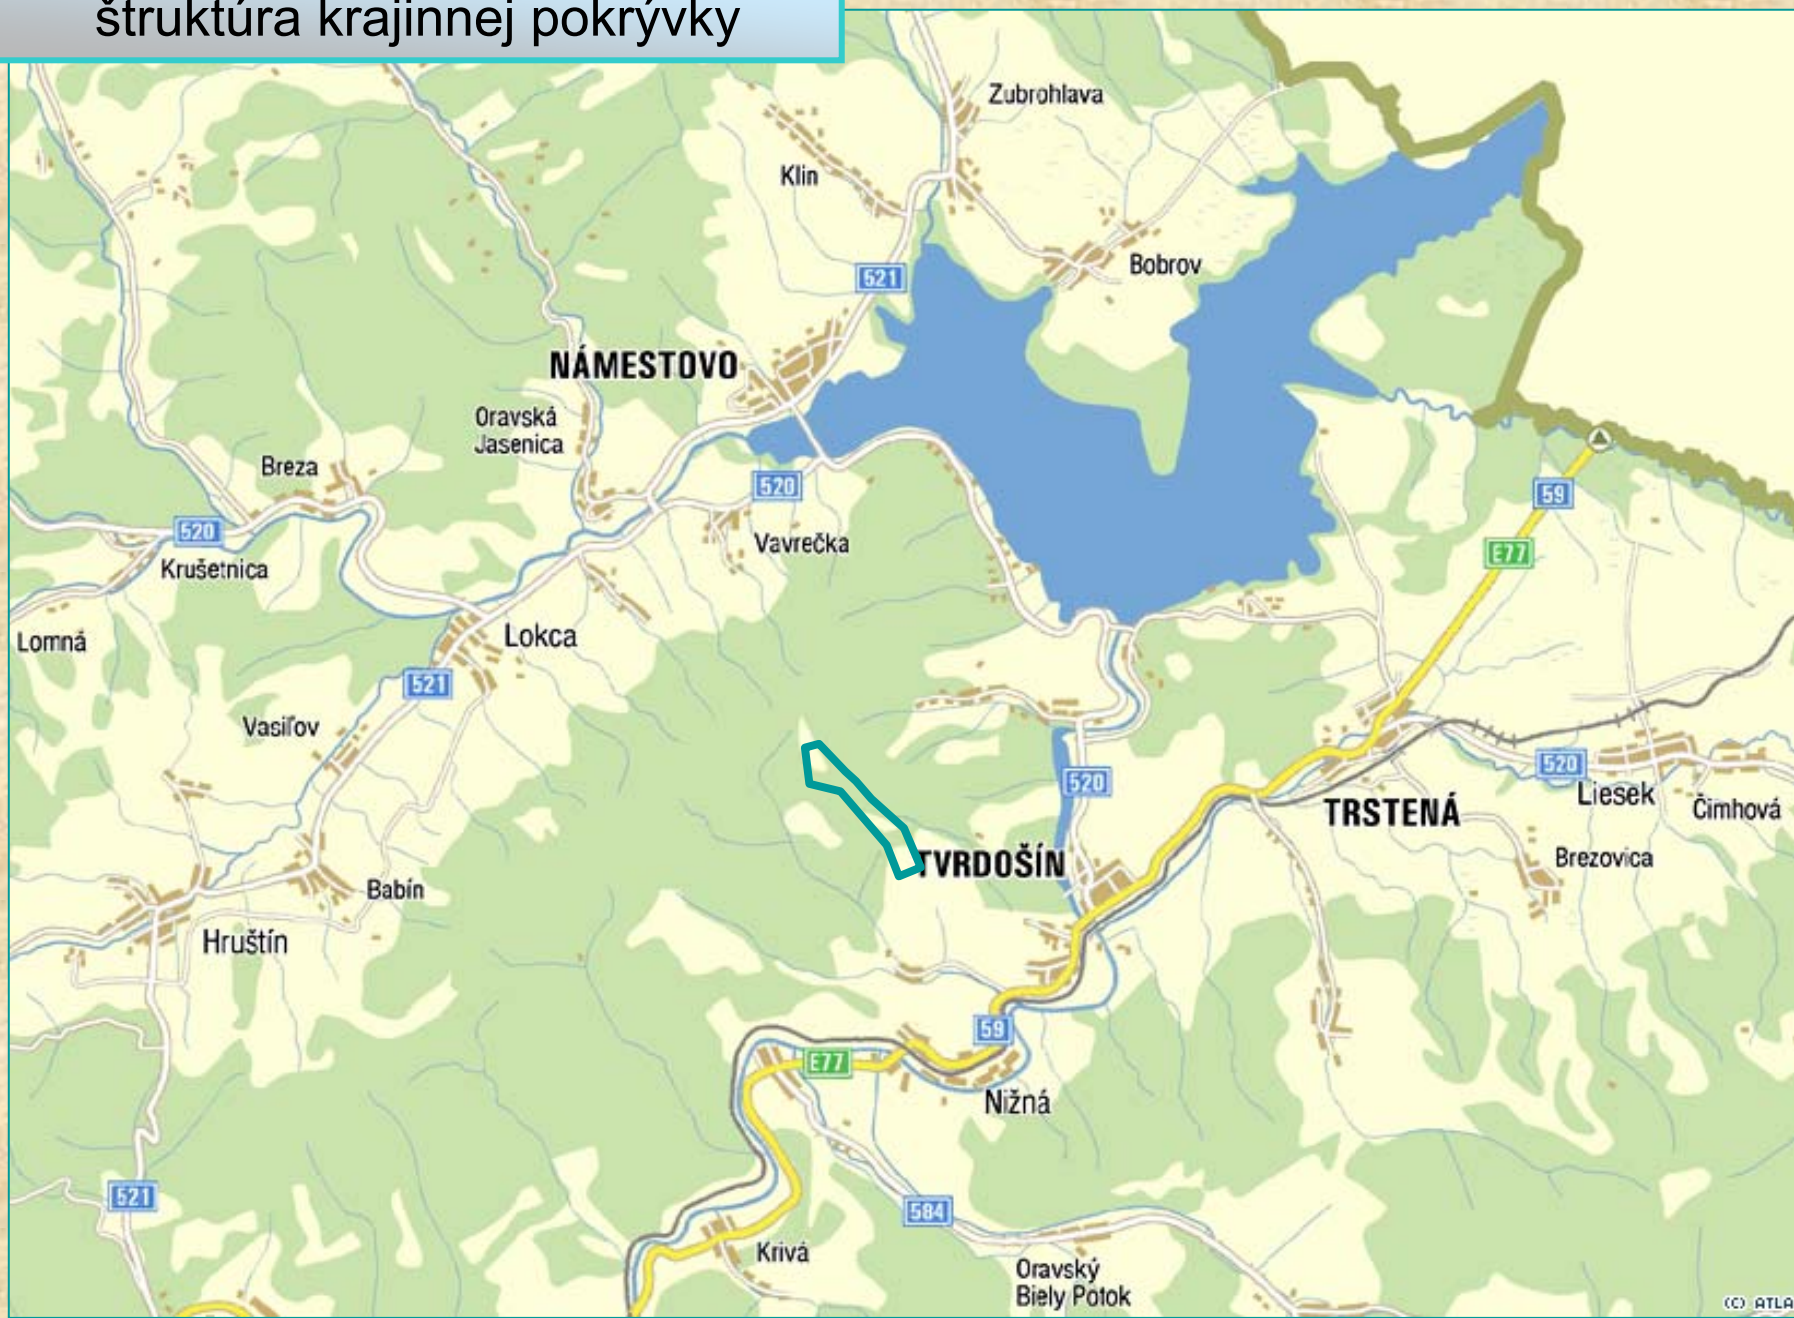 štruktúra krajinnej pokrývky
Zubrohlava
Klin
Bobrov
521
NÁMESTOVO
Oravská
Jasenica
Breza
520
59
520
Vavrečka
E77
Krušetnica
Lomná
Lokca
521
Vasiľov
520
520
Liesek
TRSTENÁ
Čimhová
TVRDOŠÍN
Brezovica
Babín
Hruštín
59
E77
Nižná
521
584
Krivá
Oravský
Biely Potok
(C) ATLA